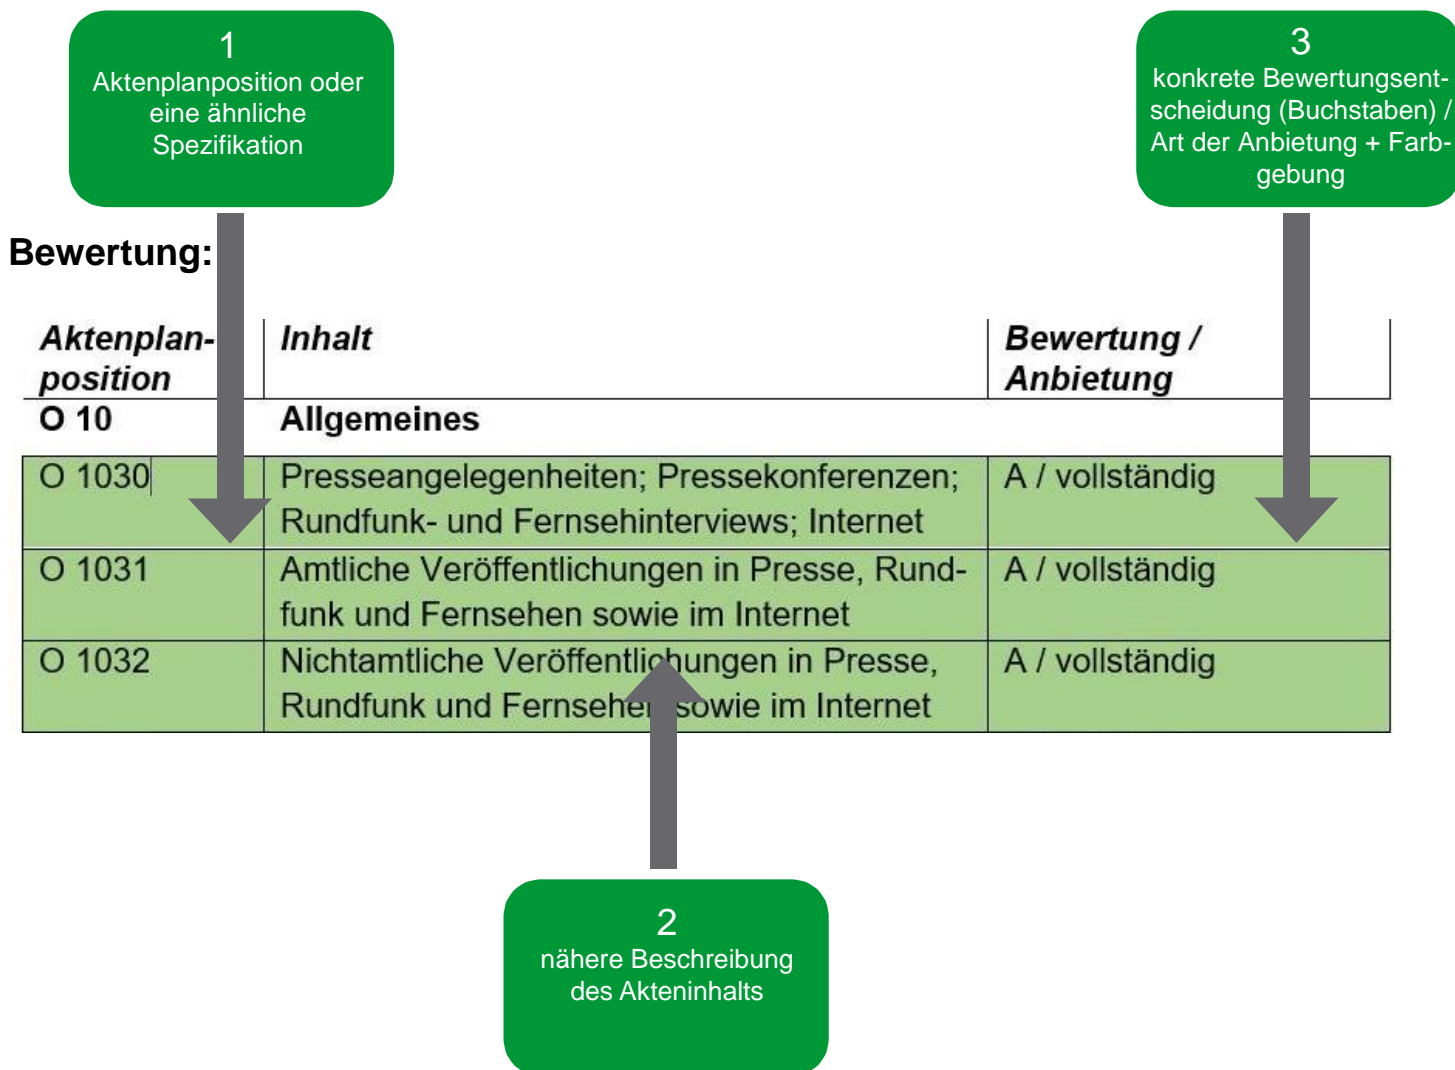 1
Aktenplanposition oder
eine ähnliche
Spezifikation
3
konkrete Bewertungsent-
scheidung (Buchstaben) /
Art der Anbietung + Farb-
gebung
Bewertung:
Aktenplan-
position
Inhalt
Bewertung /
Anbietung
O 10
Allgemeines
O 1030
Presseangelegenheiten; Pressekonferenzen;
Rundfunk- und Fernsehinterviews; Internet
A / vollständig
O 1031
Amtliche Veröffentlichungen in Presse, Rund-
funk und Fernsehen sowie im Internet
A / vollständig
O 1032
Nichtamtliche Veröffentlichungen in Presse,
Rundfunk und Fernsehen sowie im Internet
A / vollständig
2
nähere Beschreibung
des Akteninhalts